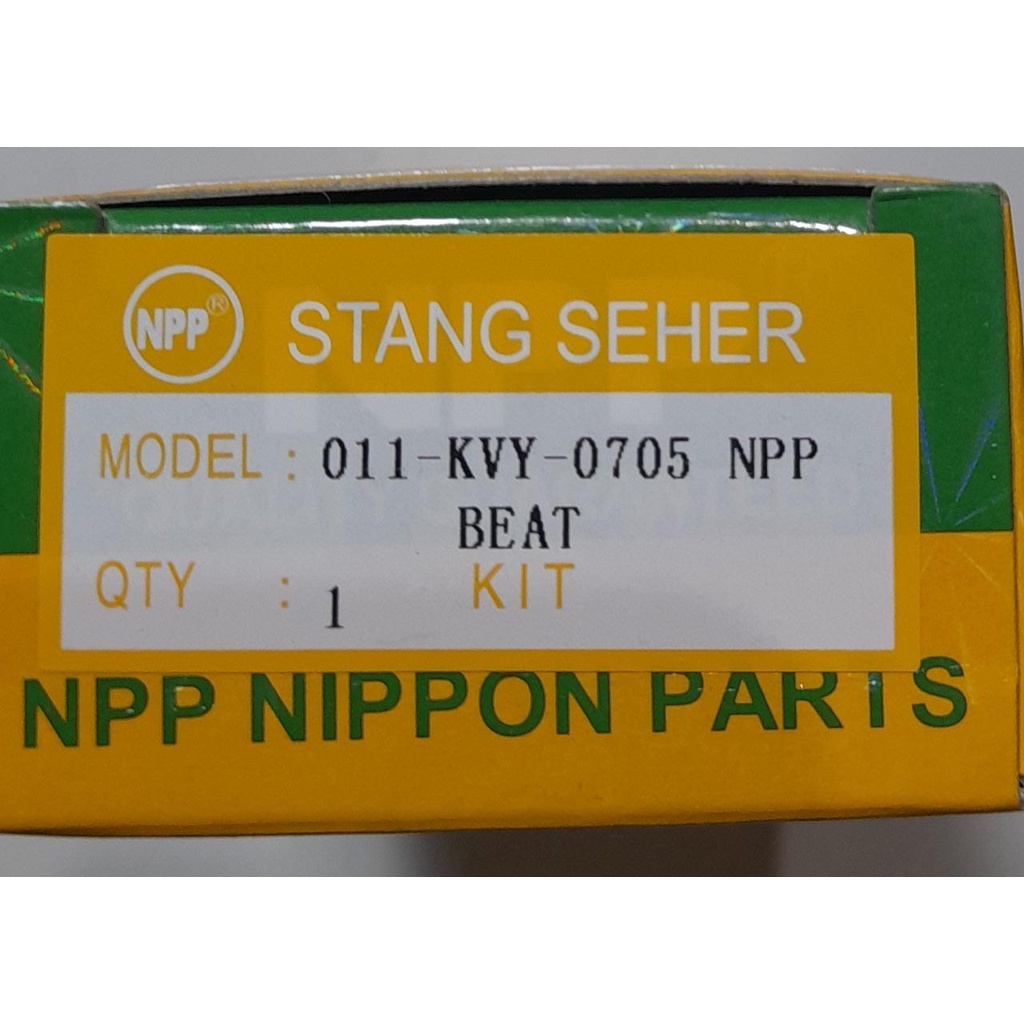 NPP® STANG SEHER
MODEL : 011-KVY-0705 NPP
BEAT
QTY : 1 KIT
NPP NIPPON PARTS